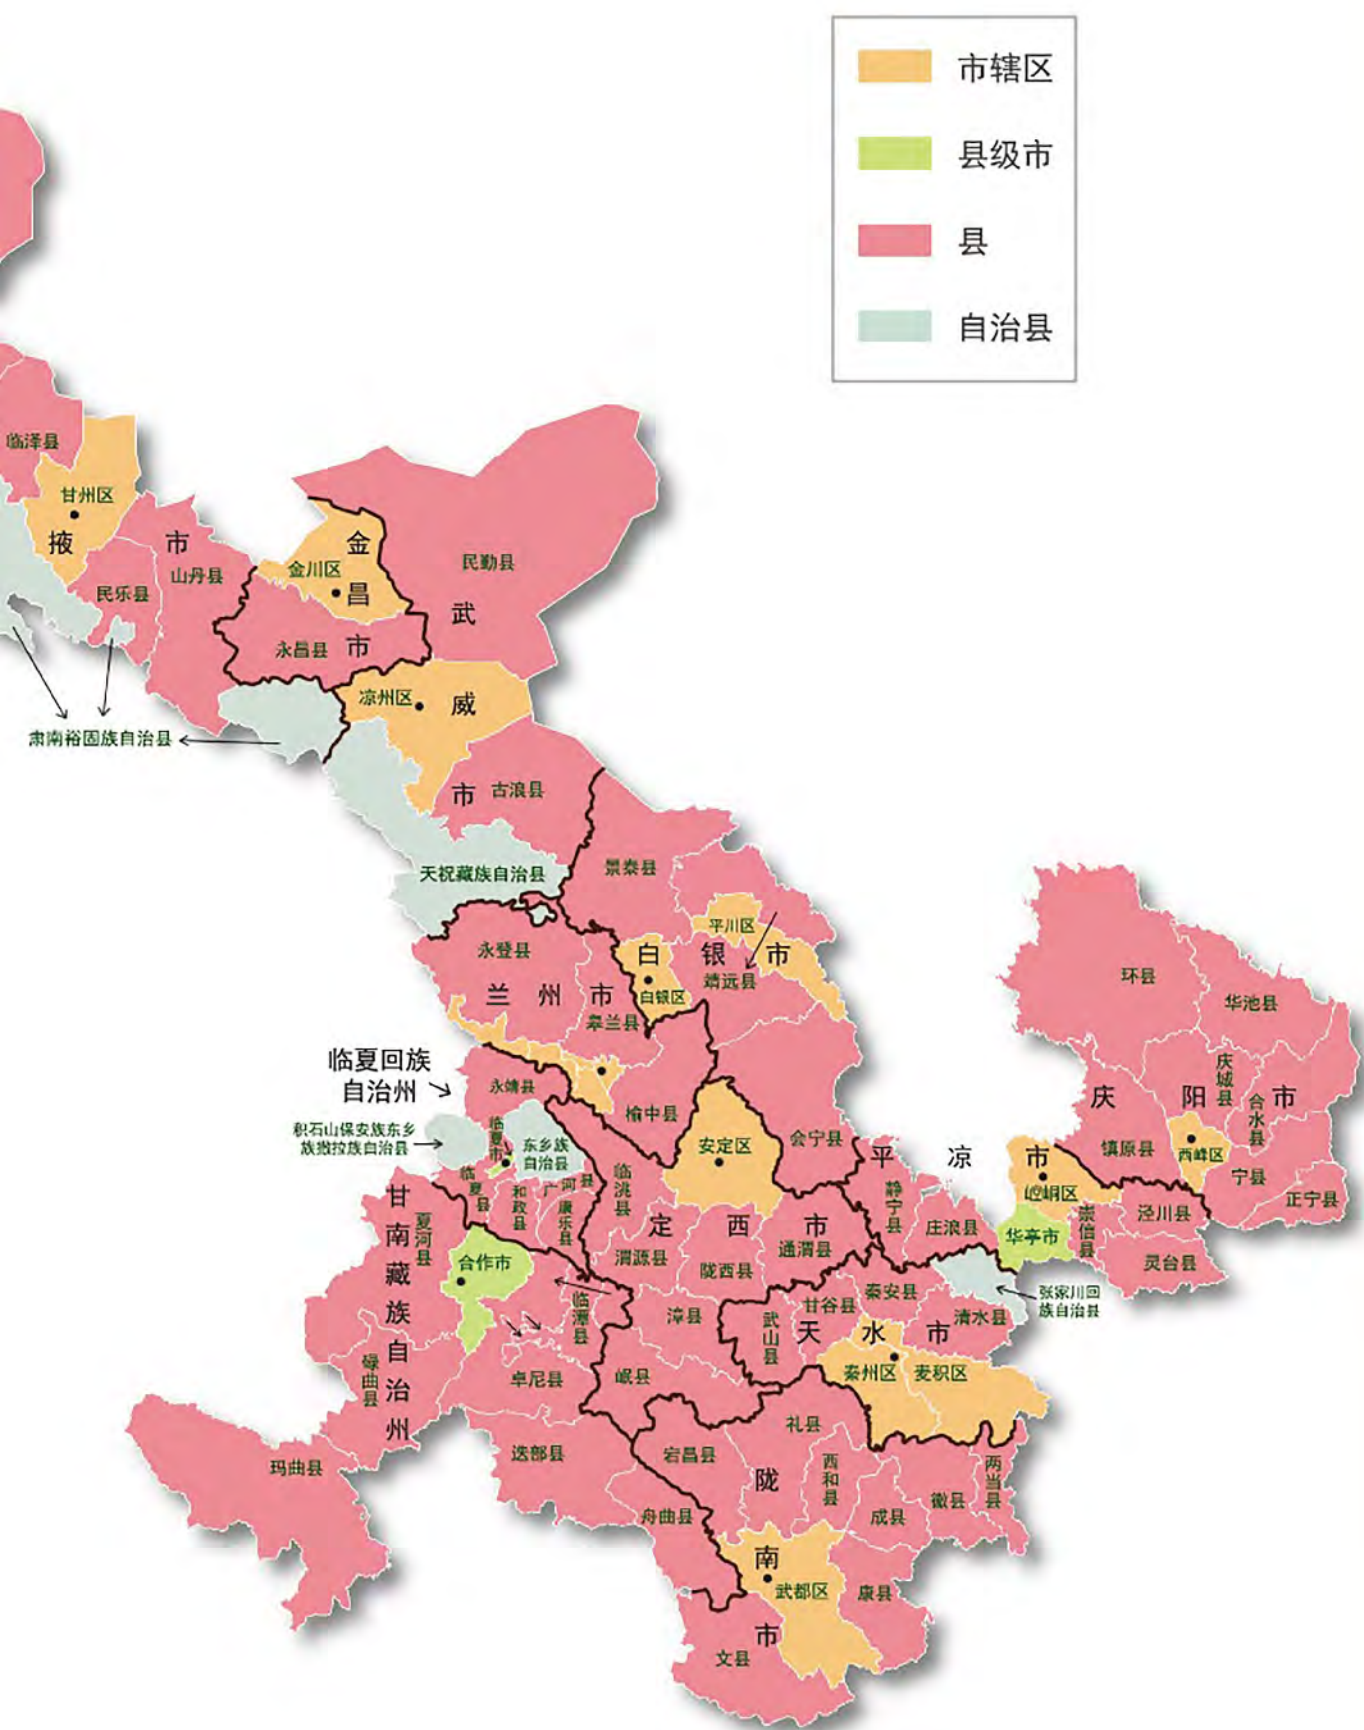 市辖区
县级市
县
自治县
临泽县
甘州区
掖
市
山丹县
民乐县
肃南裕固族自治县
金
昌
市
金川区
永昌县
民勤县
武
威
市
凉州区
古浪县
天祝藏族自治县
景泰县
平川区
白
银
市
白银区
靖远县
会宁县
永登县
兰
州
市
皋兰县
榆中县
临夏回族
自治州
永靖县
积石山保安族东乡
族撒拉族自治县
临夏市
东乡族
自治县
临夏县
和政县
广河县
康乐县
甘
南
藏
族
自
治
州
夏河县
合作市
临潭县
碌曲县
卓尼县
玛曲县
迭部县
舟曲县
安定区
临洮县
定
西
市
渭源县
陇西县
通渭县
漳县
岷县
平
凉
市
静宁县
庄浪县
崆峒区
华亭市
崇信县
泾川县
灵台县
环县
华池县
庆城县
庆
阳
市
合水县
镇原县
西峰区
宁县
正宁县
张家川回
族自治县
武山县
甘谷县
秦安县
清水县
天
水
市
秦州区
麦积区
礼县
宕昌县
陇
南
市
西和县
成县
徽县
两当县
武都区
康县
文县